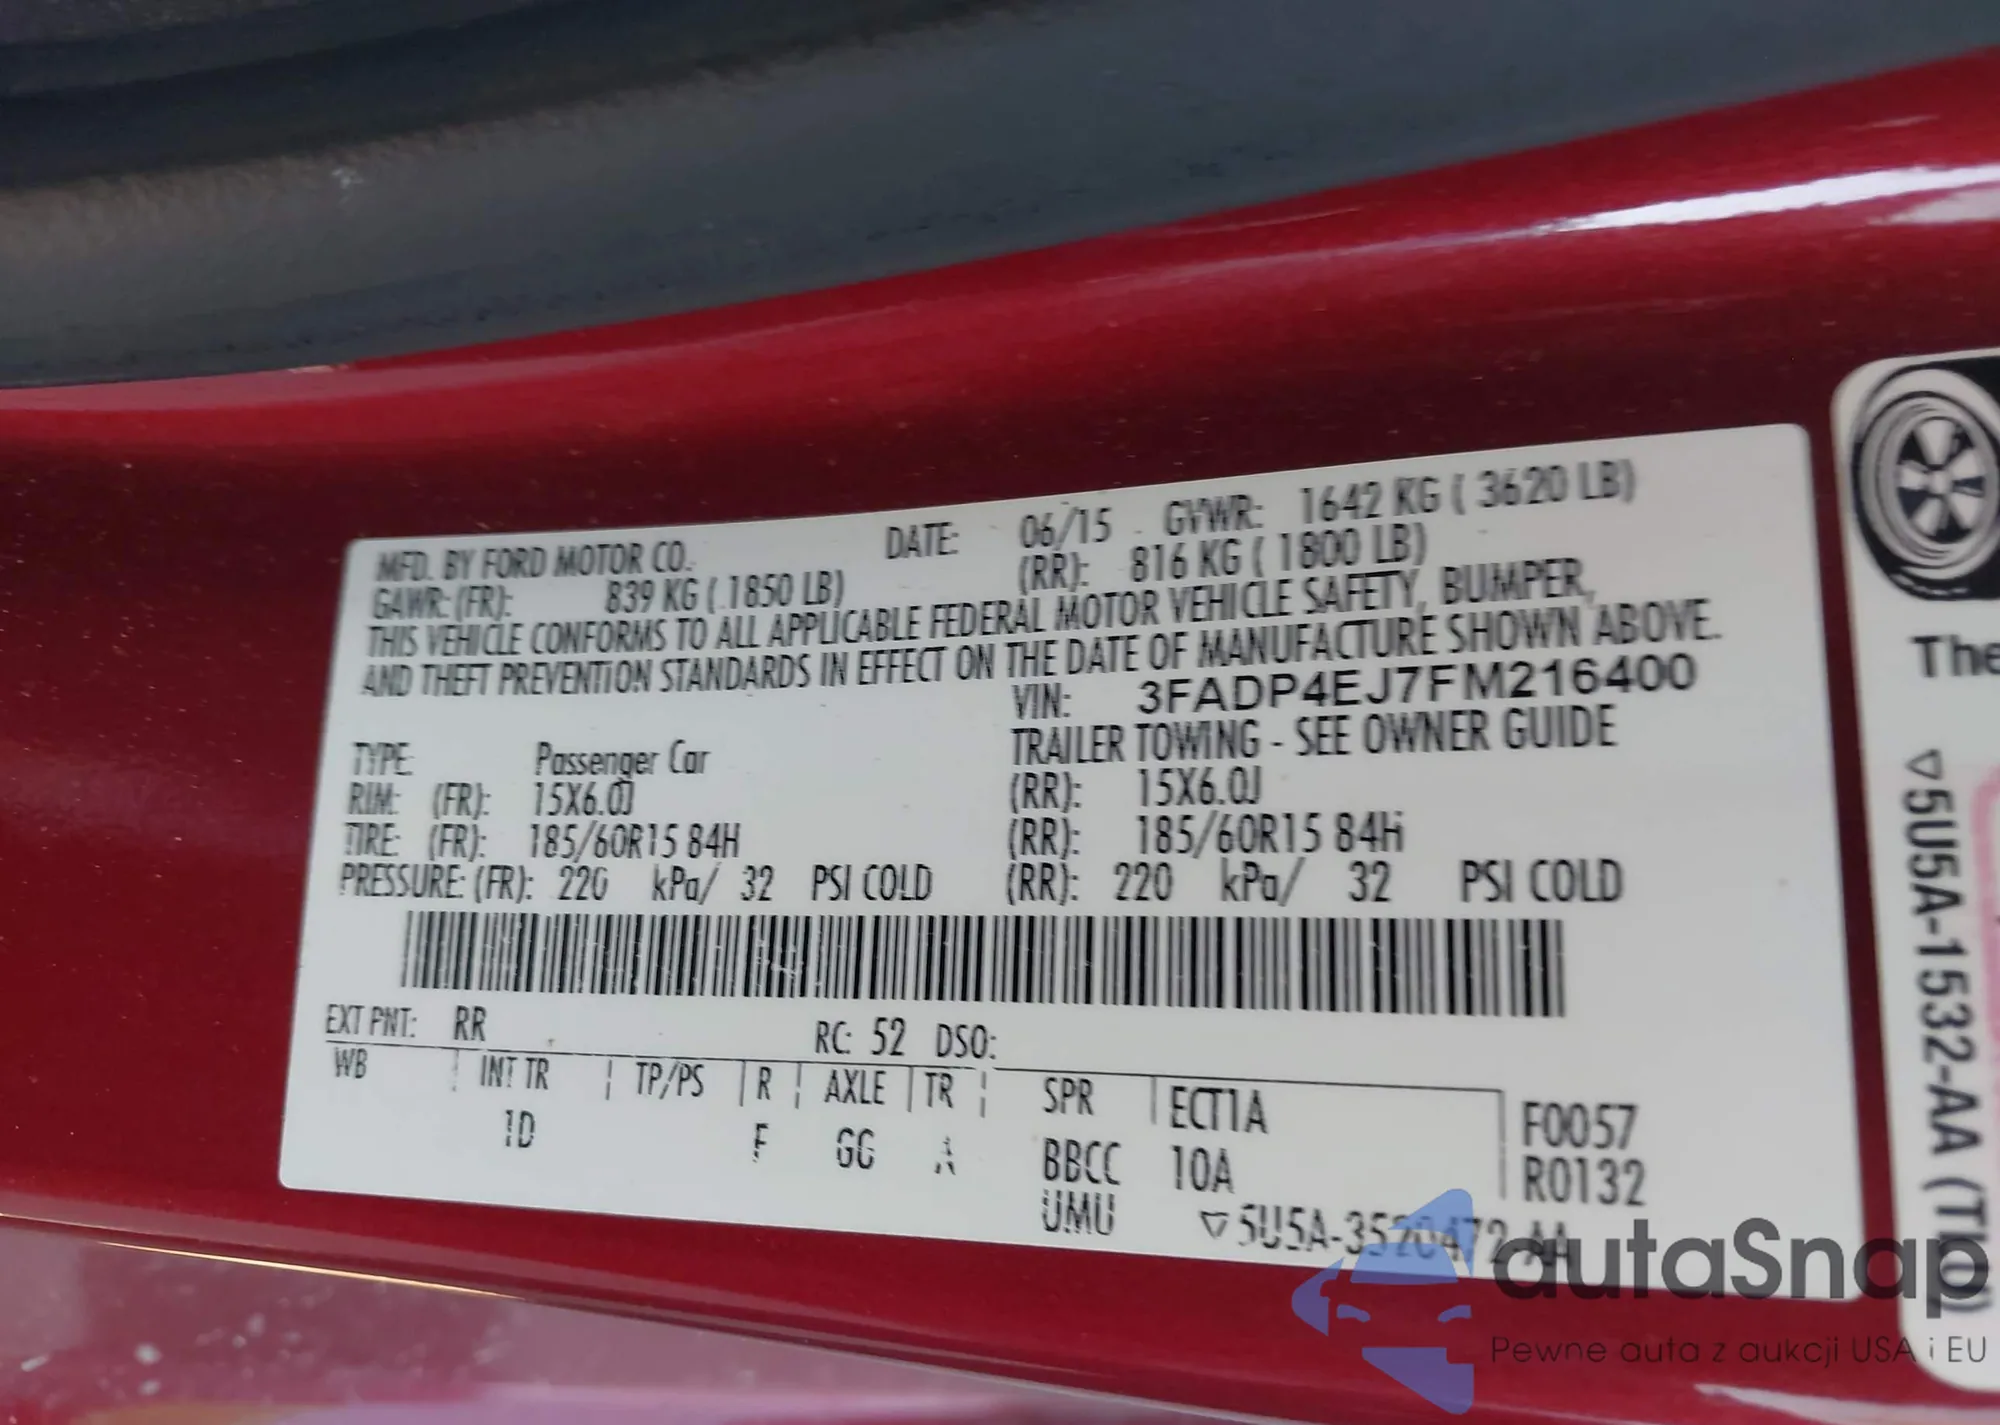 MFD. BY FORD MOTOR CO. DATE: 06/15 GVWR: 1642 KG ( 3620 LB)
GAWR: (FR): 839 KG ( 1850 LB) (RR): 816 KG ( 1800 LB)
THIS VEHICLE CONFORMS TO ALL APPLICABLE FEDERAL MOTOR VEHICLE SAFETY, BUMPER,
AND THEFT PREVENTION STANDARDS IN EFFECT ON THE DATE OF MANUFACTURE SHOWN ABOVE.
VIN: 3FADP4EJ7FM216400
TYPE: Passenger Car TRAILER TOWING - SEE OWNER GUIDE
RIM: (FR): 15X6.0J (RR): 15X6.0J
TIRE: (FR): 185/60R15 84H (RR): 185/60R15 84H
PRESSURE: (FR): 220 kPa/ 32 PSI COLD (RR): 220 kPa/ 32 PSI COLD
EXT PNT: RR RC: 52 DSO:
WB INT TR TP/PS R AXLE TR SPR ECT1A F0057
1D F GG A BBCC 10A R0132
UMU ▽5U5A-3520472-AA
The
▽5U5A-1532-AA (TLO)
autaSnap
Pewne auta z aukcji USA i EU